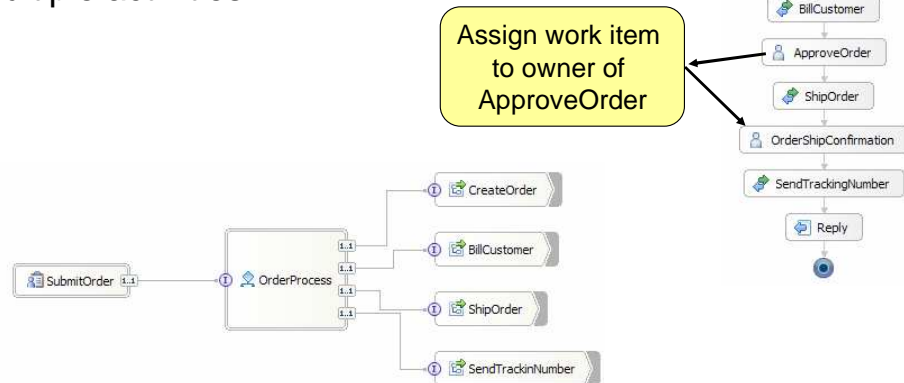 BillCustomer
Assign work item
to owner of
ApproveOrder
ApproveOrder
ShipOrder
OrderShipConfirmation
SendTrackingNumber
Reply
CreateOrder
1..1
BillCustomer
1..1
SubmitOrder 1..1
OrderProcess
1..1
ShipOrder
1..1
SendTrackinNumber